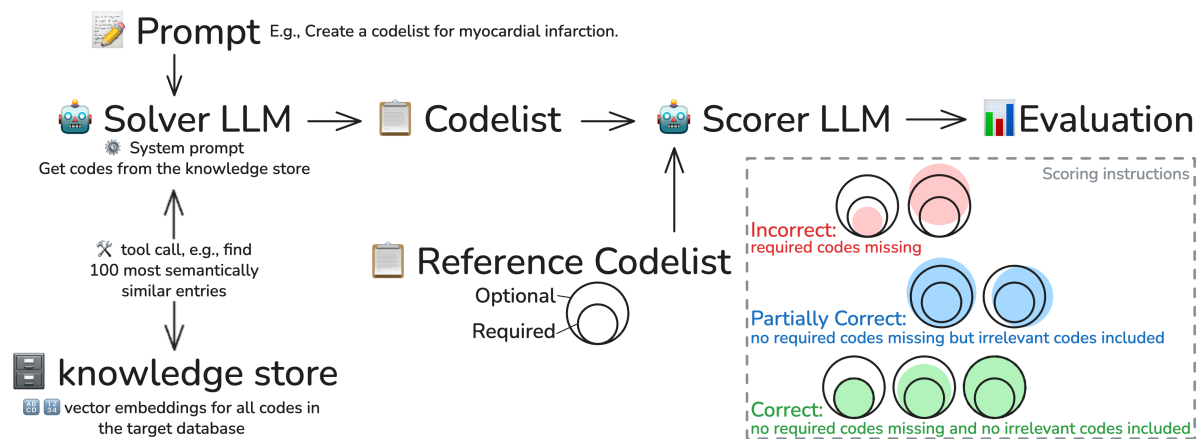 Prompt E.g., Create a codelist for myocardial infarction.
Solver LLM Codelist Scorer LLM Evaluation
System prompt
Get codes from the knowledge store
tool call, e.g., find
100 most semantically
similar entries
knowledge store
ABCD 1234 vector embeddings for all codes in
the target database
Reference Codelist
Optional
Required
Scoring instructions
Incorrect:
required codes missing
Partially Correct:
no required codes missing but irrelevant codes included
Correct:
no required codes missing and no irrelevant codes included